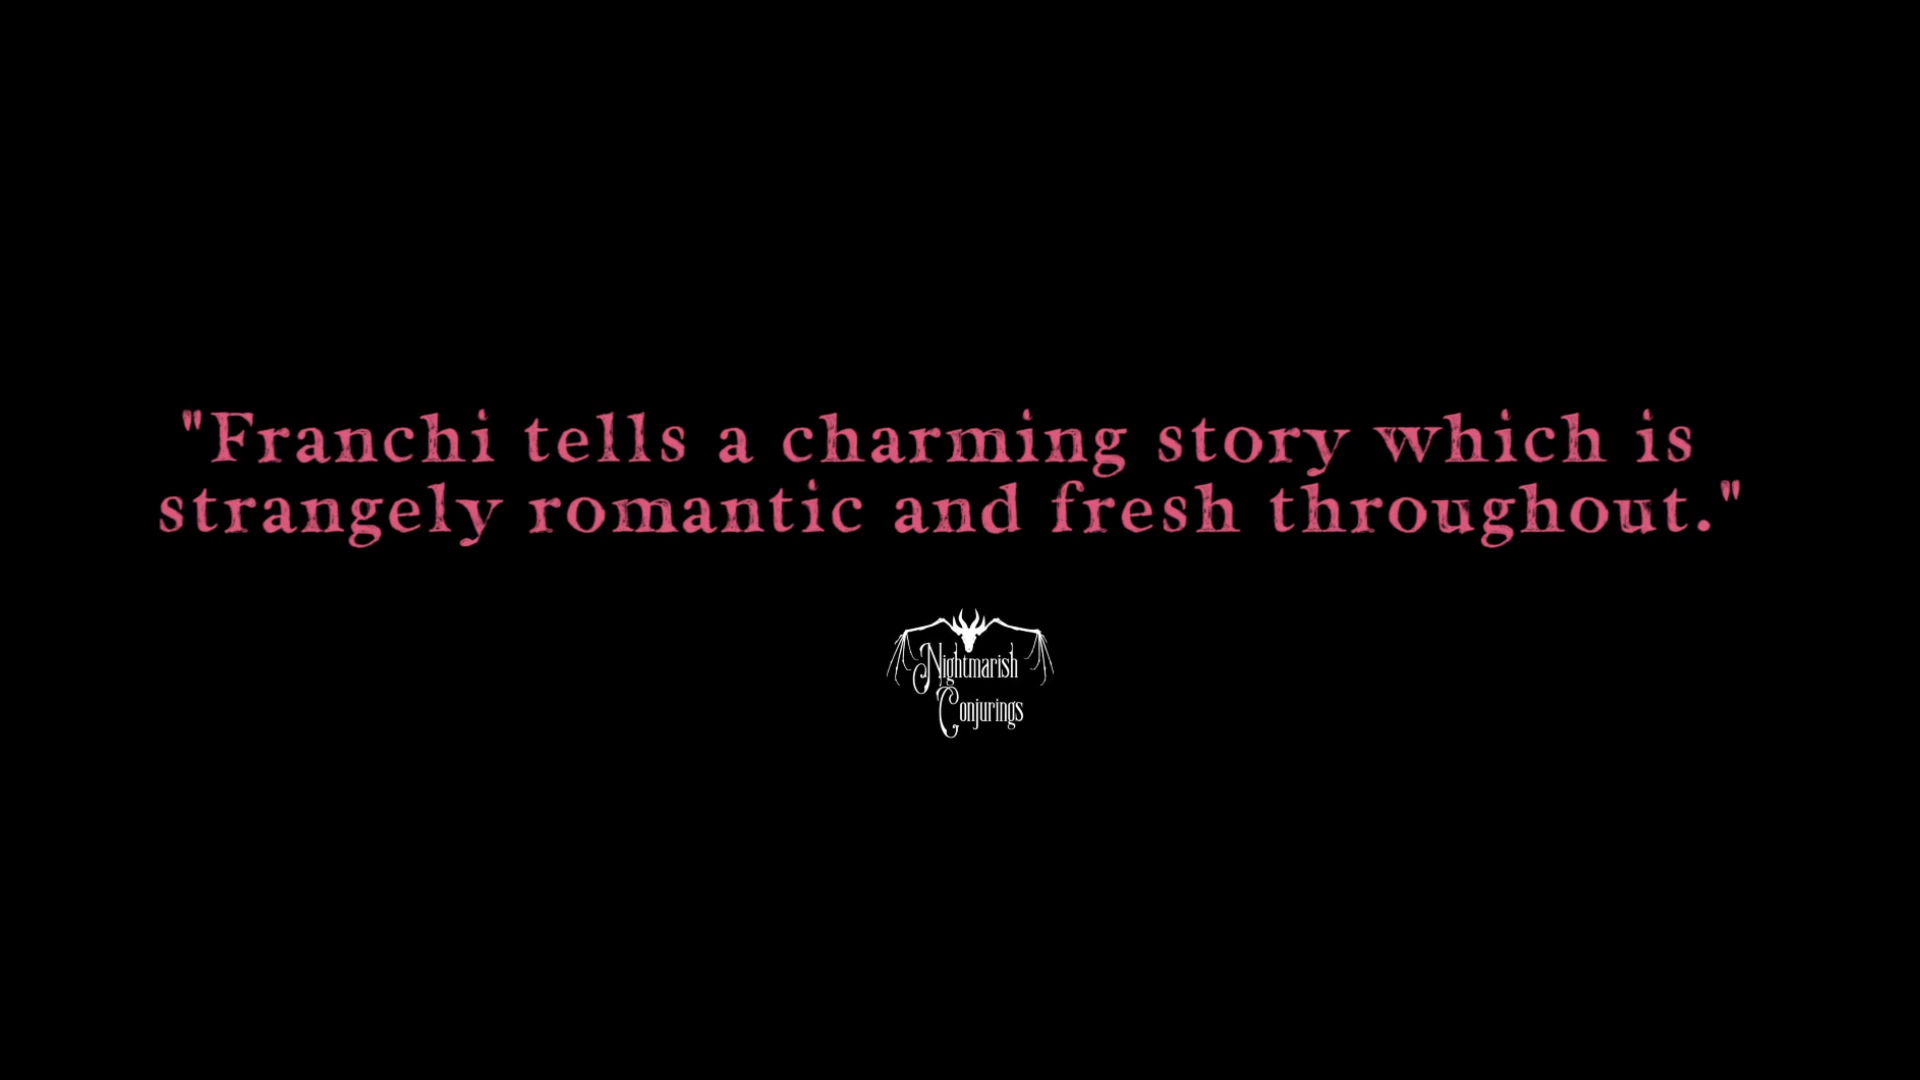 "Franchi tells a charming story which is
strangely romantic and fresh throughout."
Nightmarish
Conjurings